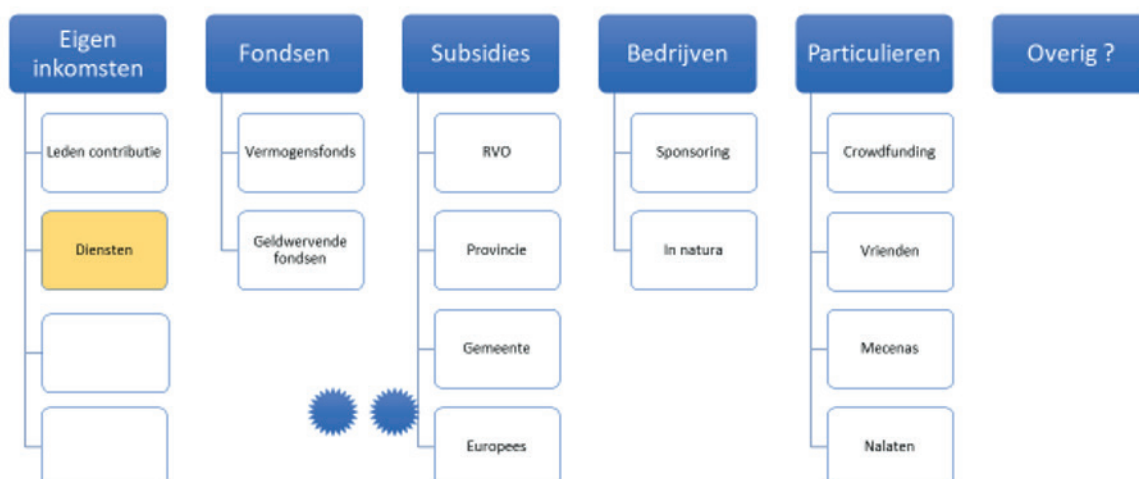 Eigen
inkomsten
Leden contributie
Diensten
Fondsen
Vermogensfonds
Geldwervende
fondsen
Subsidies
RVO
Provincie
Gemeente
Europees
Bedrijven
Sponsoring
In natura
Particulieren
Crowdfunding
Vrienden
Mecenas
Nalaten
Overig ?